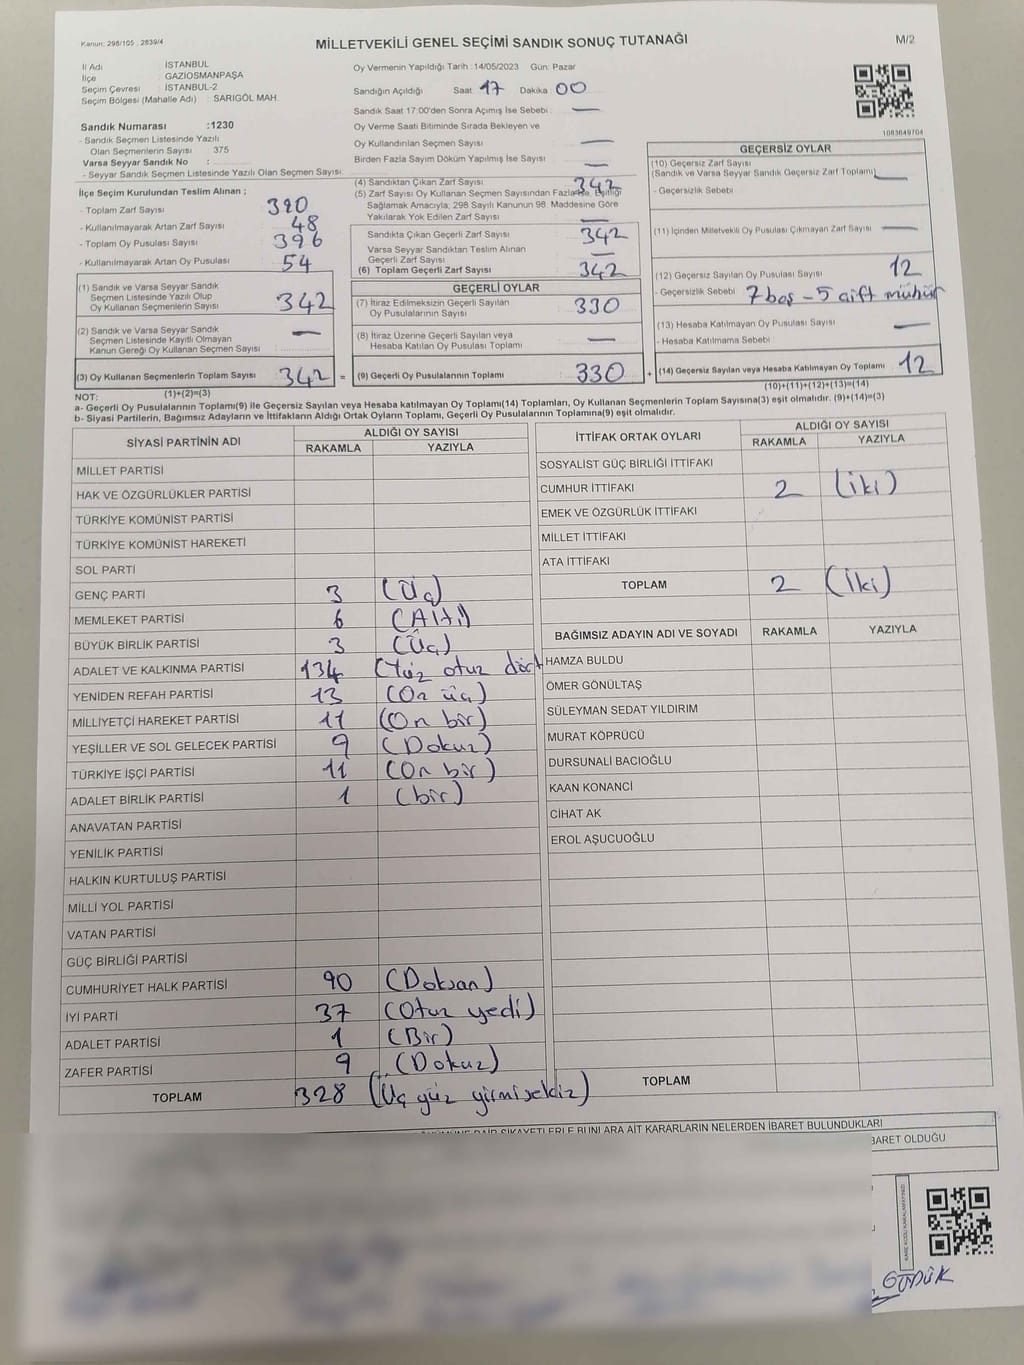 Kanun: 298/105 , 2839/4
MİLLETVEKİLİ GENEL SEÇİMİ SANDIK SONUÇ TUTANAĞI
M/2
İl Adı : İSTANBUL
İlçe : GAZİOSMANPAŞA
Seçim Çevresi : İSTANBUL-2
Seçim Bölgesi (Mahalle Adı) : SARIGÖL MAH.
Sandık Numarası :1230
- Sandık Seçmen Listesinde Yazılı
Olan Seçmenlerin Sayısı : 375
Varsa Seyyar Sandık No :
- Seyyar Sandık Seçmen Listesinde Yazılı Olan Seçmen Sayısı:
İlçe Seçim Kurulundan Teslim Alınan ;
- Toplam Zarf Sayısı 390
- Kullanılmayarak Artan Zarf Sayısı 48
- Toplam Oy Pusulası Sayısı 396
- Kullanılmayarak Artan Oy Pusulası 54
(1) Sandık ve Varsa Seyyar Sandık
Seçmen Listesinde Yazılı Olup
Oy Kullanan Seçmenlerin Sayısı : 342
(2) Sandık ve Varsa Seyyar Sandık
Seçmen Listesinde Kayıtlı Olmayan
Kanun Gereği Oy Kullanan Seçmen Sayısı : —
(3) Oy Kullanan Seçmenlerin Toplam Sayısı : 342 =
(1)+(2)=(3)
Oy Vermenin Yapıldığı Tarih :14/05/2023 Gün: Pazar
Sandığın Açıldığı Saat: 17 Dakika 00
Sandık Saat 17:00'den Sonra Açımış İse Sebebi : —
Oy Verme Saati Bitiminde Sırada Bekleyen ve
Oy Kullandırılan Seçmen Sayısı —
Birden Fazla Sayım Döküm Yapılmış İse Sayısı —
(4) Sandıktan Çıkan Zarf Sayısı 342
(5) Zarf Sayısı Oy Kullanan Seçmen Sayısından Fazla İse, Eşitliği
Sağlamak Amacıyla, 298 Sayılı Kanunun 98. Maddesine Göre
Yakılarak Yok Edilen Zarf Sayısı —
Sandıkta Çıkan Geçerli Zarf Sayısı 342
Varsa Seyyar Sandıktan Teslim Alınan
Geçerli Zarf Sayısı —
(6) Toplam Geçerli Zarf Sayısı 342
GEÇERLİ OYLAR
(7) İtiraz Edilmeksizin Geçerli Sayılan
Oy Pusulalarının Sayısı : 330
(8) İtiraz Üzerine Geçerli Sayılan veya
Hesaba Katılan Oy Pusulası Toplamı : —
(9) Geçerli Oy Pusulalarının Toplamı : 330 +
GEÇERSİZ OYLAR
1083649704
(10) Geçersiz Zarf Sayısı
(Sandık ve Varsa Seyyar Sandık Geçersiz Zarf Toplamı) —
- Geçersizlik Sebebi
(11) İçinden Milletvekili Oy Pusulası Çıkmayan Zarf Sayısı —
(12) Geçersiz Sayılan Oy Pusulası Sayısı 12
- Geçersizlik Sebebi 7 boş - 5 çift mühür
(13) Hesaba Katılmayan Oy Pusulası Sayısı —
- Hesaba Katılmama Sebebi
(14) Geçersiz Sayılan veya Hesaba Katılmayan Oy Toplamı 12
(10)+(11)+(12)+(13)=(14)
NOT:
a- Geçerli Oy Pusulalarının Toplamı(9) ile Geçersiz Sayılan veya Hesaba Katılmayan Oy Toplamı(14) Toplamları, Oy Kullanan Seçmenlerin Toplam Sayısına(3) eşit olmalıdır. (9)+(14)=(3)
b- Siyasi Partilerin, Bağımsız Adayların ve İttifakların Aldığı Ortak Oyların Toplamı, Geçerli Oy Pusulalarının Toplamına(9) eşit olmalıdır.
SİYASİ PARTİNİN ADI ALDIĞI OY SAYISI
RAKAMLA YAZIYLA
MİLLET PARTİSİ
HAK VE ÖZGÜRLÜKLER PARTİSİ
TÜRKİYE KOMÜNİST PARTİSİ
TÜRKİYE KOMÜNİST HAREKETİ
SOL PARTİ
GENÇ PARTİ 3 (Üç)
MEMLEKET PARTİSİ 6 (Altı)
BÜYÜK BİRLİK PARTİSİ 3 (Üç)
ADALET VE KALKINMA PARTİSİ 134 (Yüz otuz dört
YENİDEN REFAH PARTİSİ 13 (On üç)
MİLLİYETÇİ HAREKET PARTİSİ 11 (On bir)
YEŞİLLER VE SOL GELECEK PARTİSİ 9 (Dokuz)
TÜRKİYE İŞÇİ PARTİSİ 11 (On bir)
ADALET BİRLİK PARTİSİ 1 (bir)
ANAVATAN PARTİSİ
YENİLİK PARTİSİ
HALKIN KURTULUŞ PARTİSİ
MİLLİ YOL PARTİSİ
VATAN PARTİSİ
GÜÇ BİRLİĞİ PARTİSİ
CUMHURİYET HALK PARTİSİ 90 (Doksan)
İYİ PARTİ 37 (Otuz yedi)
ADALET PARTİSİ 1 (Bir)
ZAFER PARTİSİ 9 (Dokuz)
TOPLAM 328 (Üç yüz yirmi sekiz)
İTTİFAK ORTAK OYLARI ALDIĞI OY SAYISI
RAKAMLA YAZIYLA
SOSYALİST GÜÇ BİRLİĞİ İTTİFAKI
CUMHUR İTTİFAKI 2 (iki)
EMEK VE ÖZGÜRLÜK İTTİFAKI
MİLLET İTTİFAKI
ATA İTTİFAKI
TOPLAM 2 (iki)
BAĞIMSIZ ADAYIN ADI VE SOYADI RAKAMLA YAZIYLA
HAMZA BULDU
ÖMER GÖNÜLTAŞ
SÜLEYMAN SEDAT YILDIRIM
MURAT KÖPRÜCÜ
DURSUNALİ BACIOĞLU
KAAN KONANCİ
CİHAT AK
EROL AŞUCUOĞLU
TOPLAM
DAİR ŞİKAYETLERLE BUNLARA AİT KARARLARIN NELERDEN İBARET BULUNDUKLARI
BARET OLDUĞU
GÜDÜK